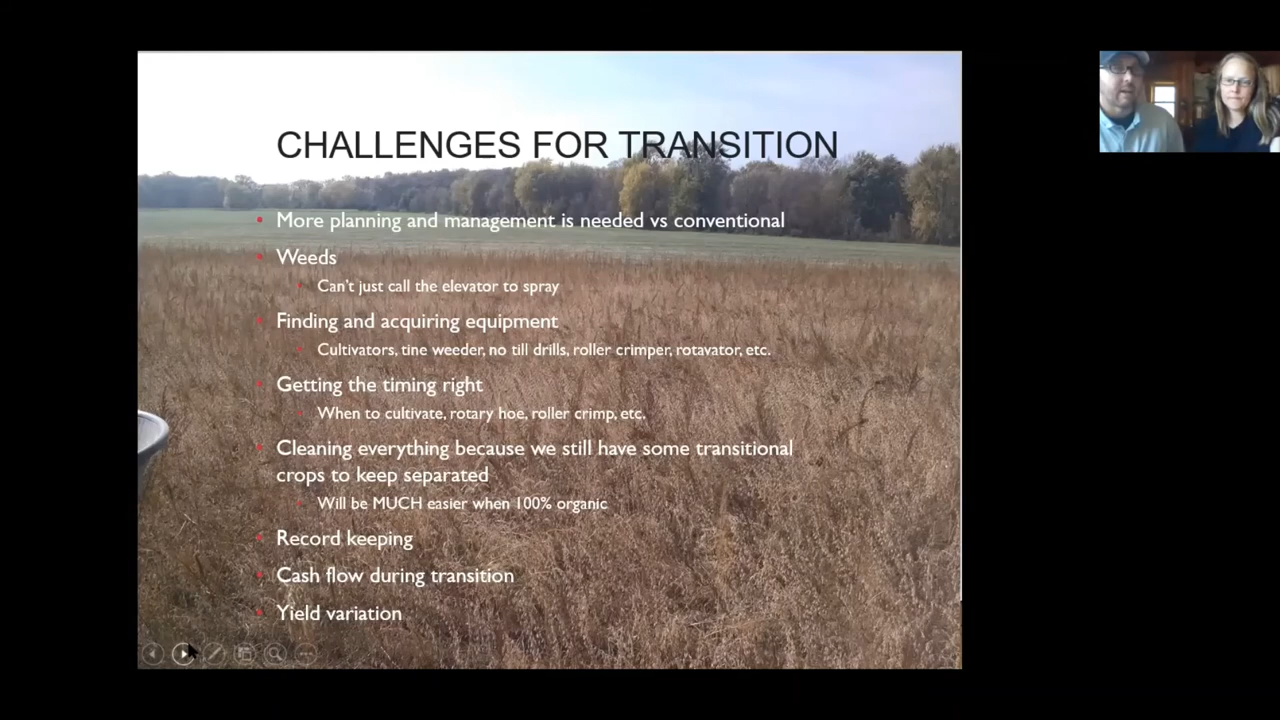 CHALLENGES FOR TRANSITION
• More planning and management is needed vs conventional
• Weeds
• Can't just call the elevator to spray
• Finding and acquiring equipment
• Cultivators, tine weeder, no till drills, roller crimper, rotavator, etc.
• Getting the timing right
• When to cultivate, rotary hoe, roller crimp, etc.
• Cleaning everything because we still have some transitional
crops to keep separated
• Will be MUCH easier when 100% organic
• Record keeping
• Cash flow during transition
• Yield variation